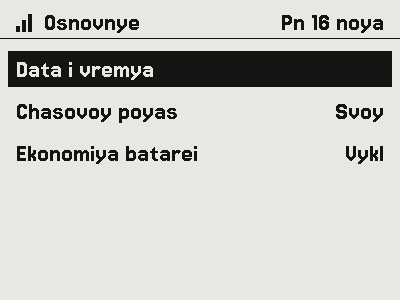 Osnovnye Pn 16 noya
Data i vremya
Chasovoy poyas Svoy
Ekonomiya batarei Vykl